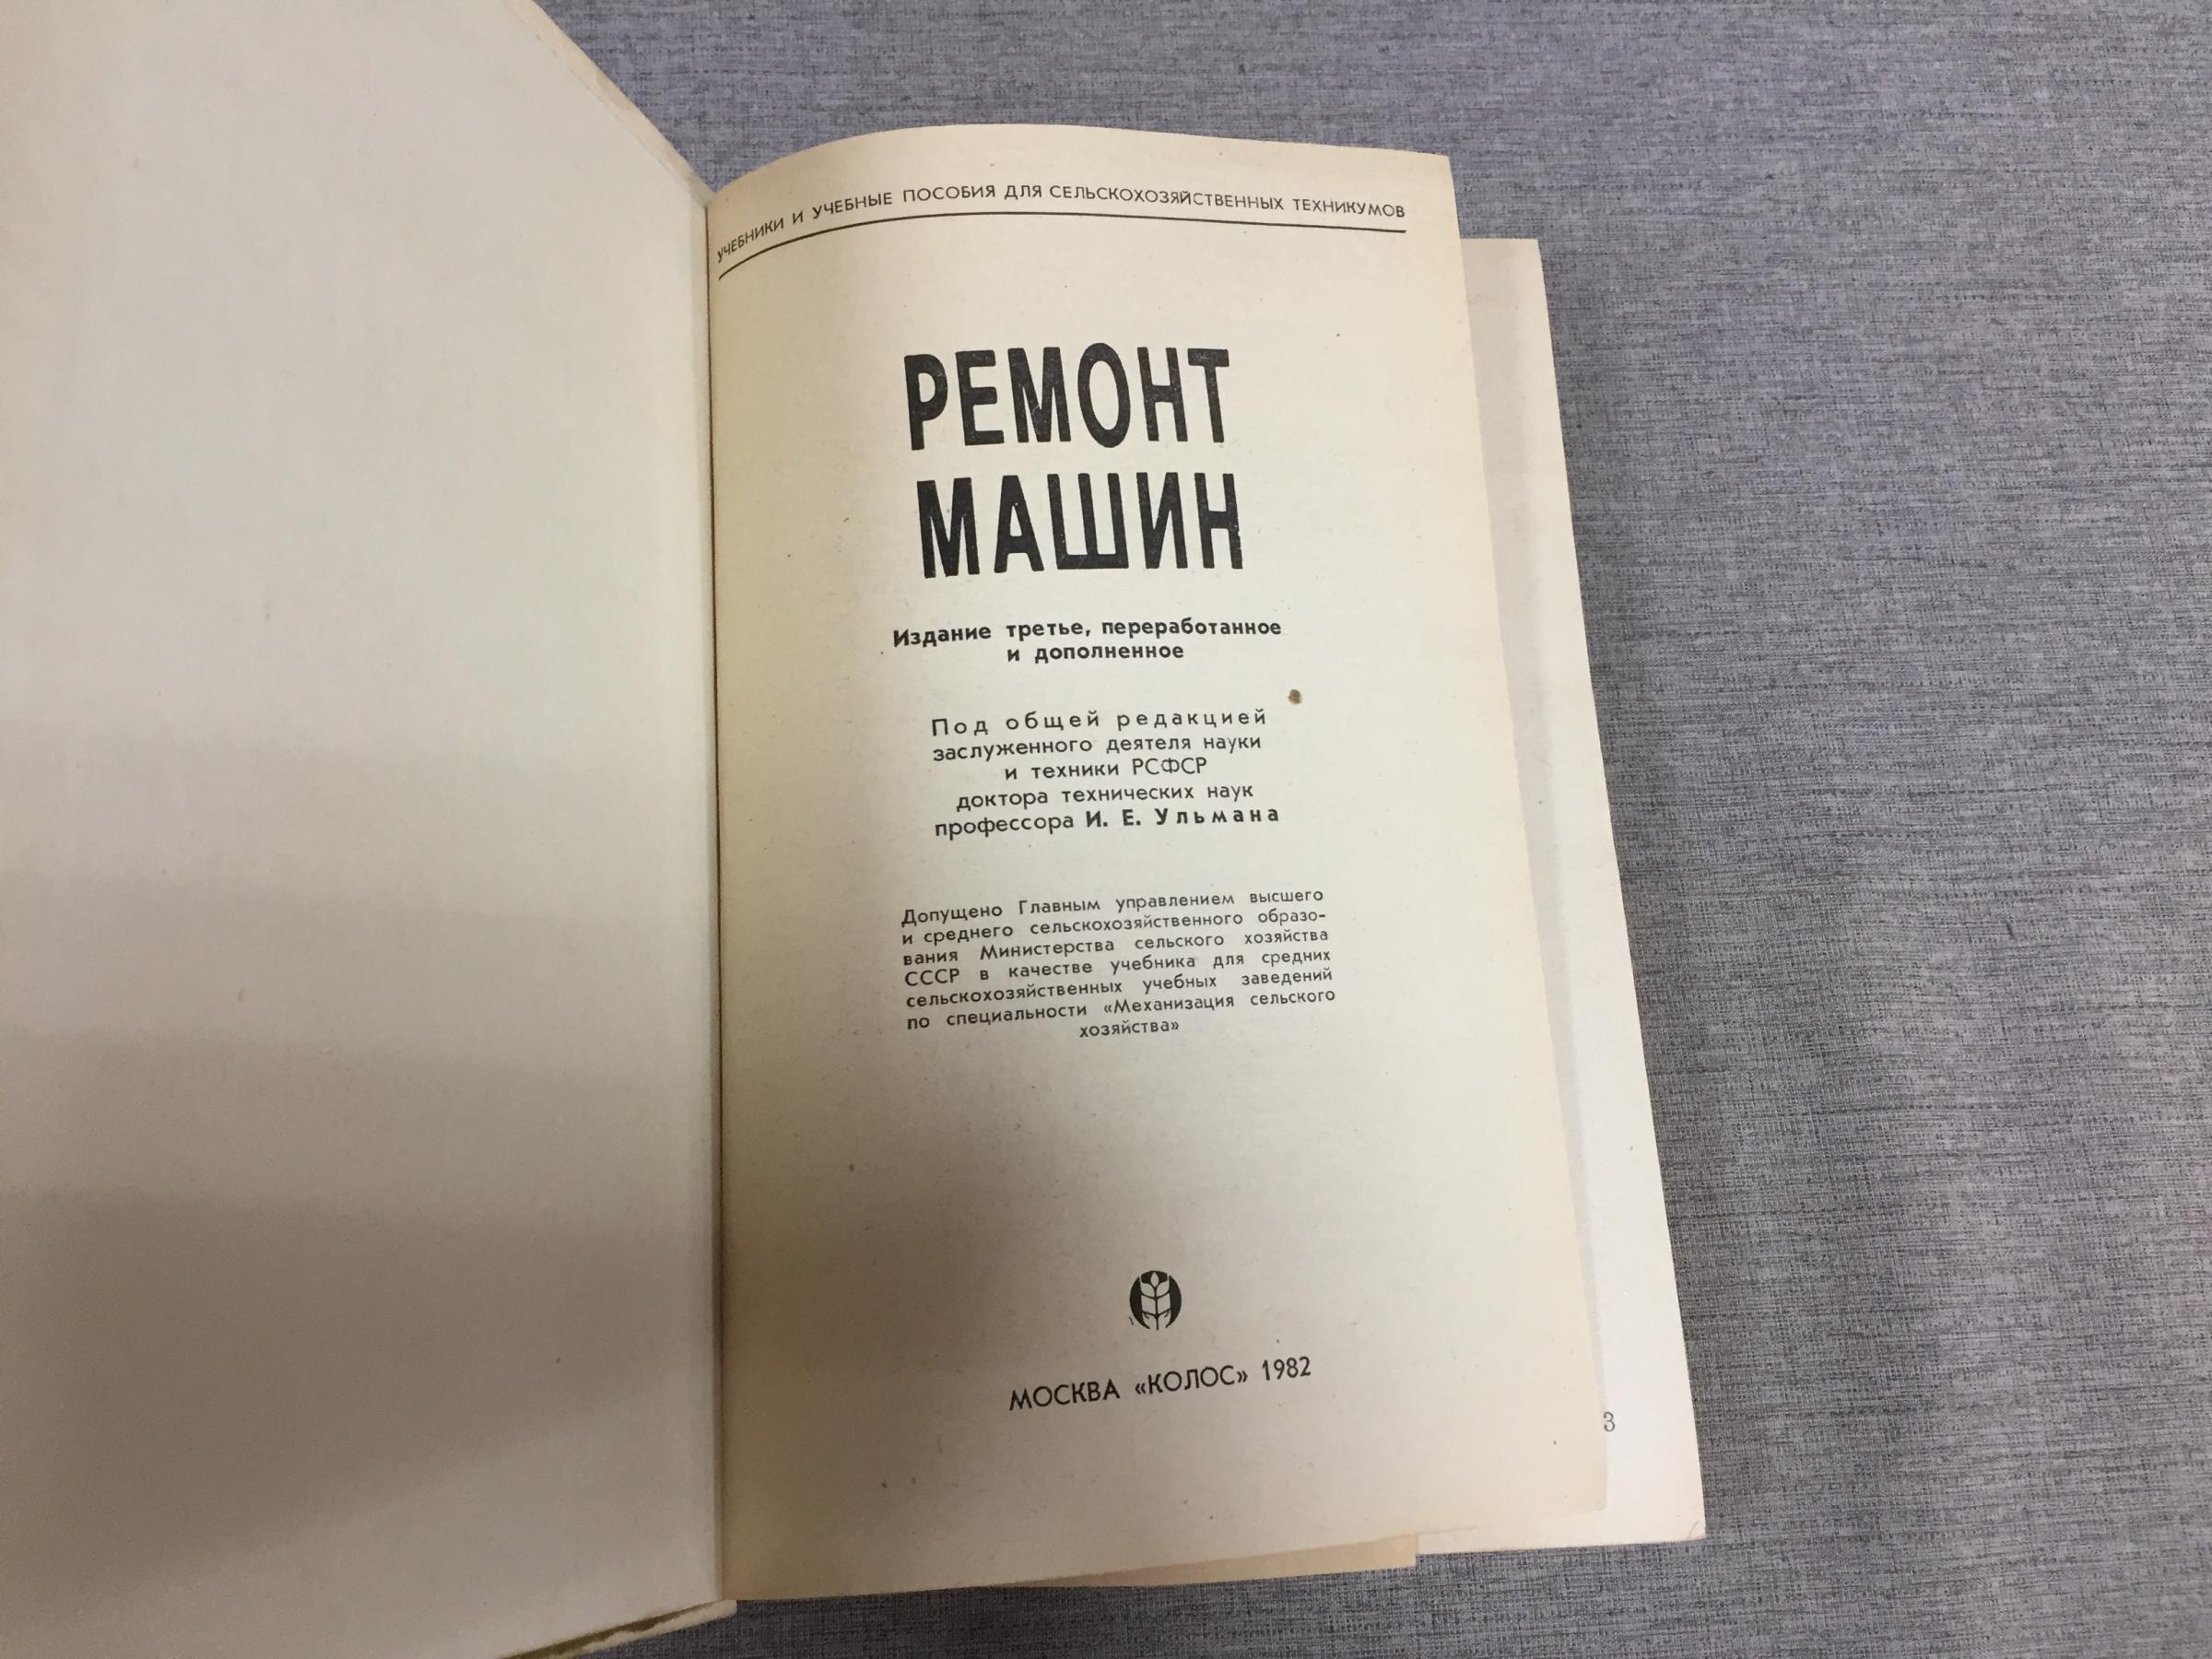 УЧЕБНИКИ И УЧЕБНЫЕ ПОСОБИЯ ДЛЯ СЕЛЬСКОХОЗЯЙСТВЕННЫХ ТЕХНИКУМОВ
РЕМОНТ
МАШИН
Издание третье, переработанное
и дополненное
Под общей редакцией
заслуженного деятеля науки
и техники РСФСР
доктора технических наук
профессора И. Е. Ульмана
Допущено Главным управлением высшего
и среднего сельскохозяйственного образо-
вания Министерства сельского хозяйства
СССР в качестве учебника для средних
сельскохозяйственных учебных заведений
по специальности «Механизация сельского
хозяйства»
МОСКВА «КОЛОС» 1982
3